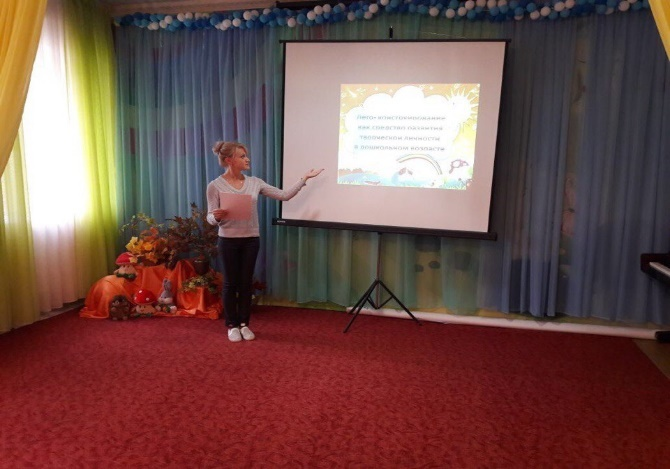 ЛЕГО- КОНСТРУИРОВАНИЕ
КАК СРЕДСТВО РАЗВИТИЯ
ТВОРЧЕСКОЙ ЛИЧНОСТИ
В ДОШКОЛЬНОМ ВОЗРАСТЕ